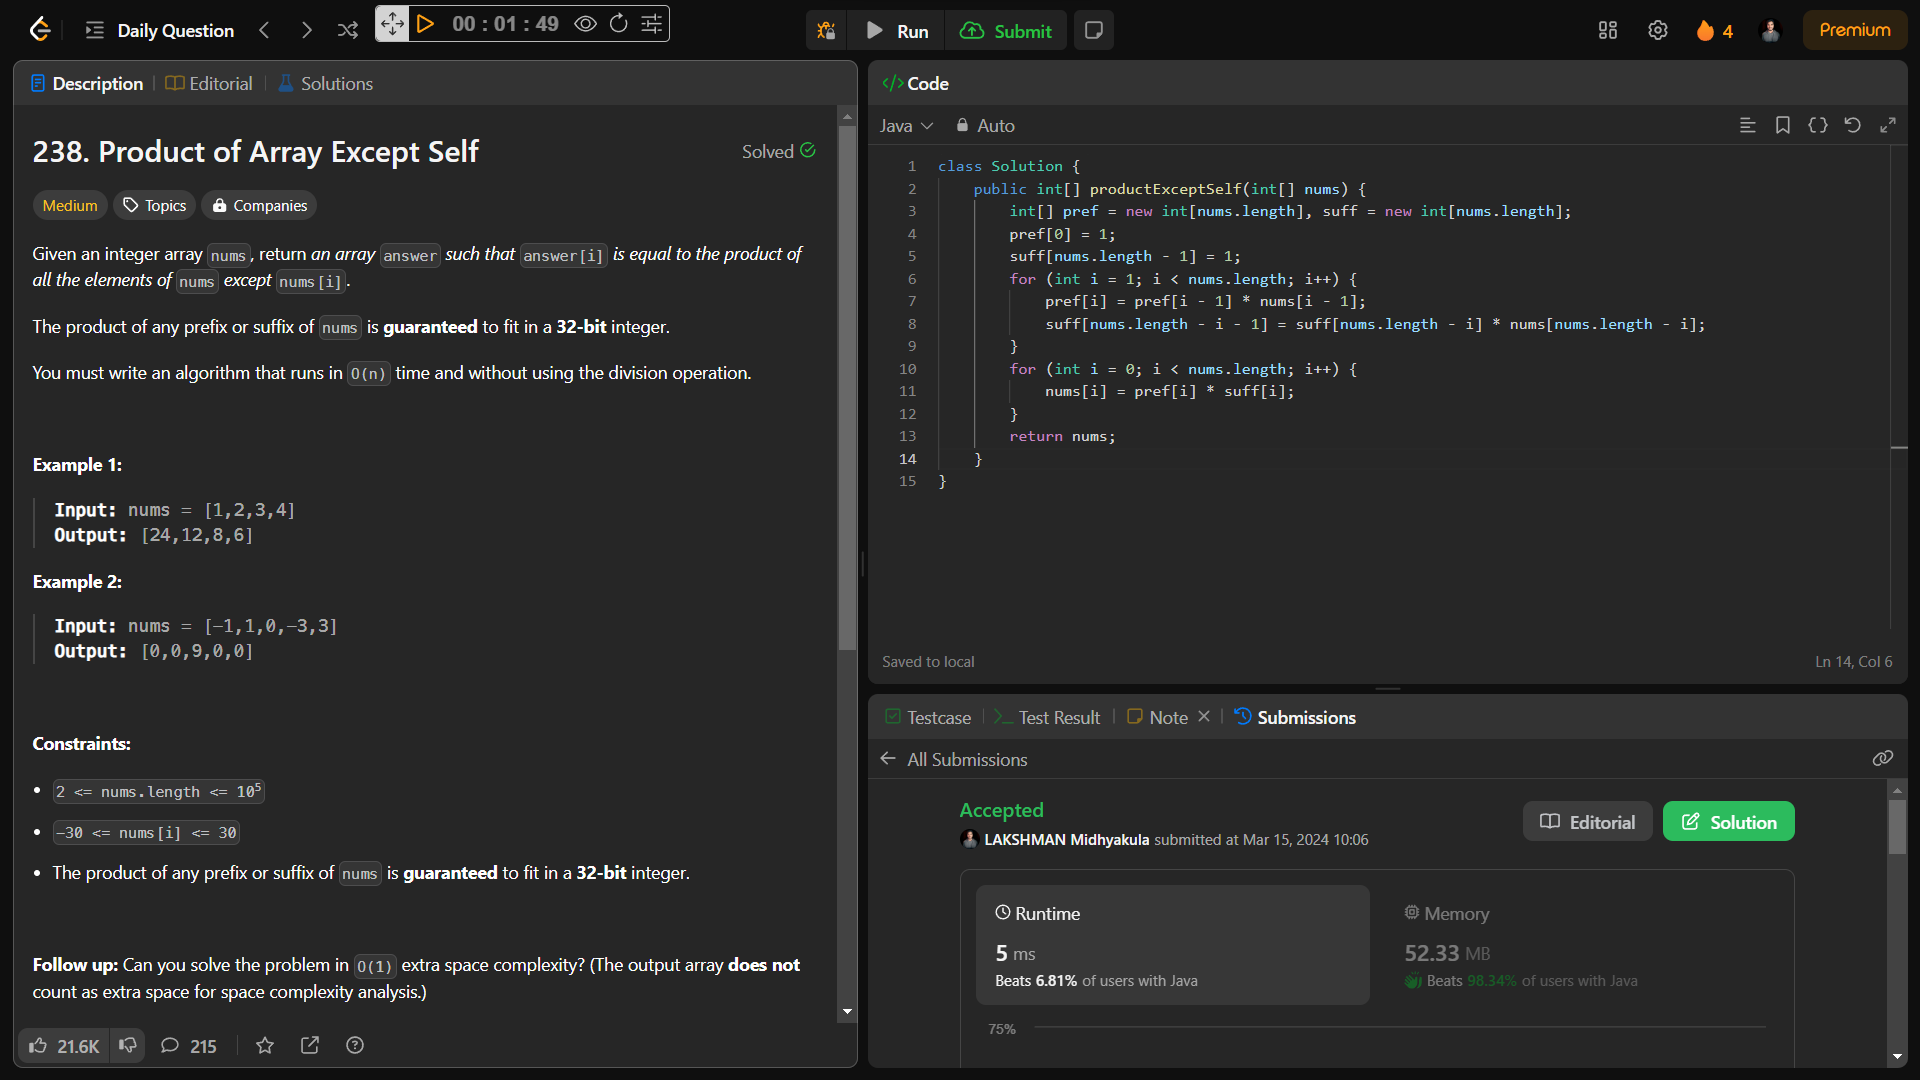 Daily Question
00 : 01 : 49
Run
Submit
4
Premium
Description
Editorial
Solutions
238. Product of Array Except Self
Solved
Medium
Topics
Companies
Given an integer array nums, return an array answer such that answer[i] is equal to the product of
all the elements of nums except nums[i].
The product of any prefix or suffix of nums is guaranteed to fit in a 32-bit integer.
You must write an algorithm that runs in O(n) time and without using the division operation.
Example 1:
Input: nums = [1,2,3,4]
Output: [24,12,8,6]
Example 2:
Input: nums = [-1,1,0,-3,3]
Output: [0,0,9,0,0]
Constraints:
• 2 <= nums.length <= 10⁵
• -30 <= nums[i] <= 30
• The product of any prefix or suffix of nums is guaranteed to fit in a 32-bit integer.
Follow up: Can you solve the problem in O(1) extra space complexity? (The output array does not
count as extra space for space complexity analysis.)
21.6K
215
</> Code
Java
Auto
1 class Solution {
2 public int[] productExceptSelf(int[] nums) {
3 int[] pref = new int[nums.length], suff = new int[nums.length];
4 pref[0] = 1;
5 suff[nums.length - 1] = 1;
6 for (int i = 1; i < nums.length; i++) {
7 pref[i] = pref[i - 1] * nums[i - 1];
8 suff[nums.length - i - 1] = suff[nums.length - i] * nums[nums.length - i];
9 }
10 for (int i = 0; i < nums.length; i++) {
11 nums[i] = pref[i] * suff[i];
12 }
13 return nums;
14 }
15 }
Saved to local
Ln 14, Col 6
Testcase
Test Result
Note
Submissions
All Submissions
Accepted
LAKSHMAN Midhyakula submitted at Mar 15, 2024 10:06
Editorial
Solution
Runtime
5 ms
Beats 6.81% of users with Java
Memory
52.33 MB
Beats 98.34% of users with Java
75%